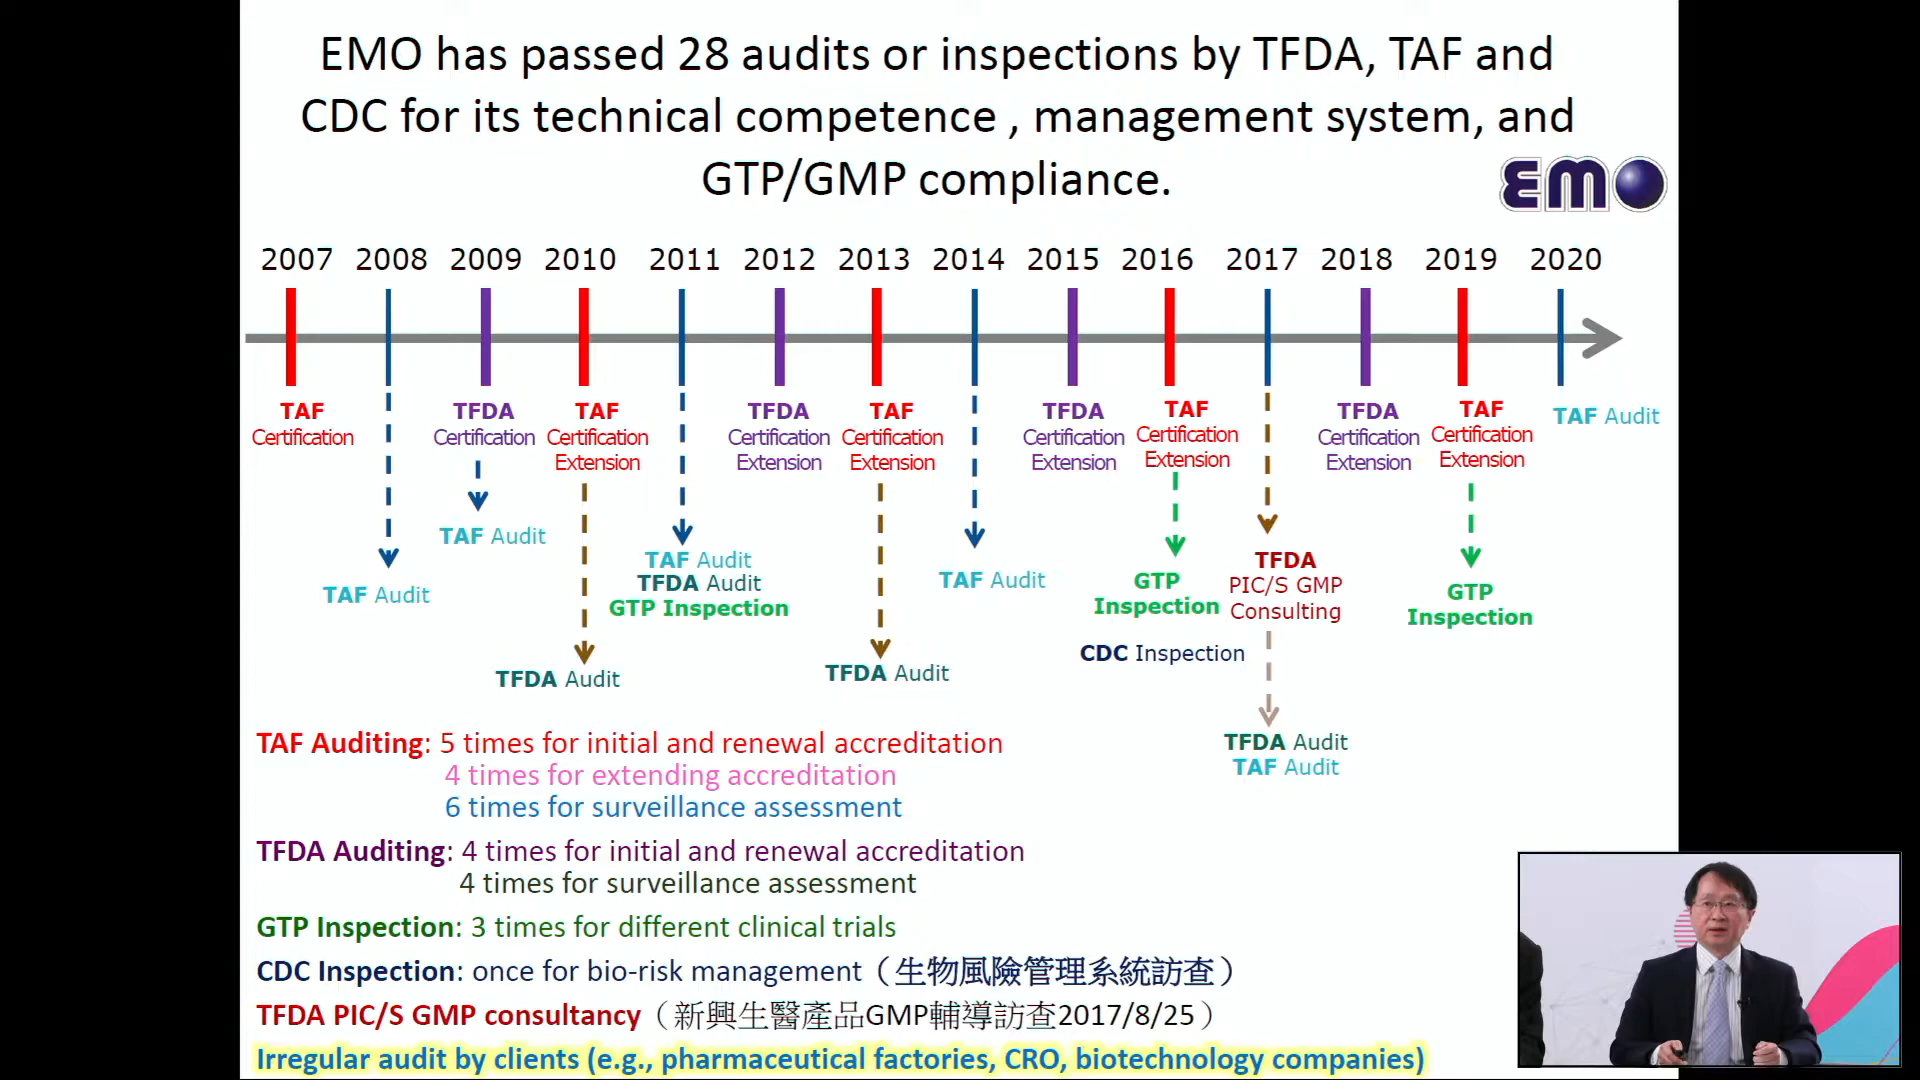 EMO has passed 28 audits or inspections by TFDA, TAF and
CDC for its technical competence , management system, and
GTP/GMP compliance.
EMO
2007 2008 2009 2010 2011 2012 2013 2014 2015 2016 2017 2018 2019 2020
TAF
Certification
TAF Audit
TFDA
Certification
TAF Audit
TAF
Certification
Extension
TFDA Audit
TAF Audit
TFDA Audit
GTP Inspection
TFDA
Certification
Extension
TAF
Certification
Extension
TFDA Audit
TAF Audit
TFDA
Certification
Extension
TAF
Certification
Extension
GTP
Inspection
CDC Inspection
TFDA
PIC/S GMP
Consulting
TFDA Audit
TAF Audit
TFDA
Certification
Extension
TAF
Certification
Extension
GTP
Inspection
TAF Audit
TAF Auditing: 5 times for initial and renewal accreditation
4 times for extending accreditation
6 times for surveillance assessment
TFDA Auditing: 4 times for initial and renewal accreditation
4 times for surveillance assessment
GTP Inspection: 3 times for different clinical trials
CDC Inspection: once for bio-risk management（生物風險管理系統訪查）
TFDA PIC/S GMP consultancy（新興生醫產品GMP輔導訪查2017/8/25）
Irregular audit by clients (e.g., pharmaceutical factories, CRO, biotechnology companies)